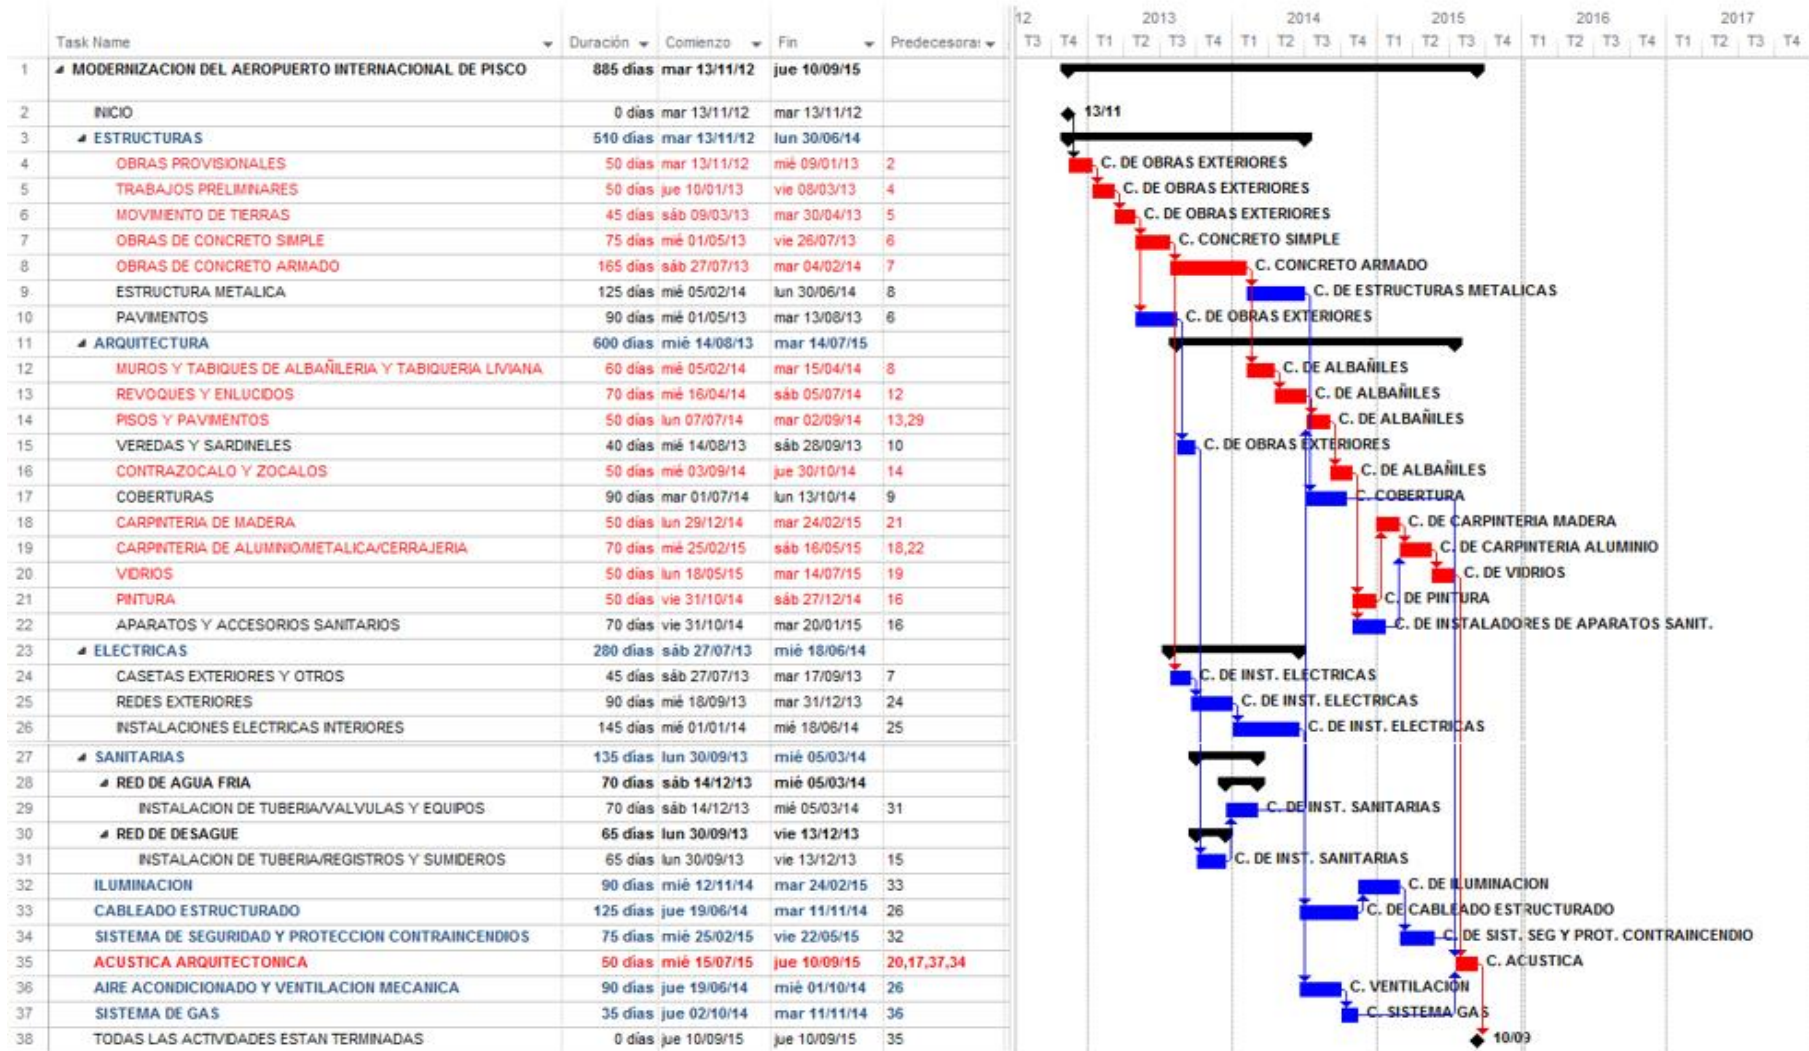 12 2013 2014 2015 2016 2017
Task Name Duración Comienzo Fin Predecesoras T3 T4 T1 T2 T3 T4 T1 T2 T3 T4 T1 T2 T3 T4 T1 T2 T3 T4 T1 T2 T3 T4
1 MODERNIZACION DEL AEROPUERTO INTERNACIONAL DE PISCO 885 días mar 13/11/12 jue 10/09/15
2 INICIO 0 días mar 13/11/12 mar 13/11/12 13/11
3 ESTRUCTURAS 510 días mar 13/11/12 lun 30/06/14
4 OBRAS PROVISIONALES 50 días mar 13/11/12 mié 09/01/13 2 C. DE OBRAS EXTERIORES
5 TRABAJOS PRELIMINARES 50 días jue 10/01/13 vie 08/03/13 4 C. DE OBRAS EXTERIORES
6 MOVIMIENTO DE TIERRAS 45 días sáb 09/03/13 mar 30/04/13 5 C. DE OBRAS EXTERIORES
7 OBRAS DE CONCRETO SIMPLE 75 días mié 01/05/13 vie 26/07/13 6 C. CONCRETO SIMPLE
8 OBRAS DE CONCRETO ARMADO 165 días sáb 27/07/13 mar 04/02/14 7 C. CONCRETO ARMADO
9 ESTRUCTURA METALICA 125 días mié 05/02/14 lun 30/06/14 8 C. DE ESTRUCTURAS METALICAS
10 PAVIMENTOS 90 días mié 01/05/13 mar 13/08/13 6 C. DE OBRAS EXTERIORES
11 ARQUITECTURA 600 días mié 14/08/13 mar 14/07/15
12 MUROS Y TABIQUES DE ALBAÑILERIA Y TABIQUERIA LIVIANA 60 días mié 05/02/14 mar 15/04/14 8 C. DE ALBAÑILES
13 REVOQUES Y ENLUCIDOS 70 días mié 16/04/14 sáb 05/07/14 12 C. DE ALBAÑILES
14 PISOS Y PAVIMENTOS 50 días lun 07/07/14 mar 02/09/14 13,29 C. DE ALBAÑILES
15 VEREDAS Y SARDINELES 40 días mié 14/08/13 sáb 28/09/13 10 C. DE OBRAS EXTERIORES
16 CONTRAZOCALO Y ZOCALOS 50 días mié 03/09/14 jue 30/10/14 14 C. DE ALBAÑILES
17 COBERTURAS 90 días mar 01/07/14 lun 13/10/14 9 C. COBERTURA
18 CARPINTERIA DE MADERA 50 días lun 29/12/14 mar 24/02/15 21 C. DE CARPINTERIA MADERA
19 CARPINTERIA DE ALUMINIO/METALICA/CERRAJERIA 70 días mié 25/02/15 sáb 16/05/15 18,22 C. DE CARPINTERIA ALUMINIO
20 VIDRIOS 50 días lun 18/05/15 mar 14/07/15 19 C. DE VIDRIOS
21 PINTURA 50 días vie 31/10/14 sáb 27/12/14 16 C. DE PINTURA
22 APARATOS Y ACCESORIOS SANITARIOS 70 días vie 31/10/14 mar 20/01/15 16 C. DE INSTALADORES DE APARATOS SANIT.
23 ELECTRICAS 280 días sáb 27/07/13 mié 18/06/14
24 CASETAS EXTERIORES Y OTROS 45 días sáb 27/07/13 mar 17/09/13 7 C. DE INST. ELECTRICAS
25 REDES EXTERIORES 90 días mié 18/09/13 mar 31/12/13 24 C. DE INST. ELECTRICAS
26 INSTALACIONES ELECTRICAS INTERIORES 145 días mié 01/01/14 mié 18/06/14 25 C. DE INST. ELECTRICAS
27 SANITARIAS 135 días lun 30/09/13 mié 05/03/14
28 RED DE AGUA FRIA 70 días sáb 14/12/13 mié 05/03/14
29 INSTALACION DE TUBERIA/VALVULAS Y EQUIPOS 70 días sáb 14/12/13 mié 05/03/14 31 C. DE INST. SANITARIAS
30 RED DE DESAGUE 65 días lun 30/09/13 vie 13/12/13
31 INSTALACION DE TUBERIA/REGISTROS Y SUMIDEROS 65 días lun 30/09/13 vie 13/12/13 15 C. DE INST. SANITARIAS
32 ILUMINACION 90 días mié 12/11/14 mar 24/02/15 33 C. DE ILUMINACION
33 CABLEADO ESTRUCTURADO 125 días jue 19/06/14 mar 11/11/14 26 C. DE CABLEADO ESTRUCTURADO
34 SISTEMA DE SEGURIDAD Y PROTECCION CONTRAINCENDIOS 75 días mié 25/02/15 vie 22/05/15 32 C. DE SIST. SEG Y PROT. CONTRAINCENDIO
35 ACUSTICA ARQUITECTONICA 50 días mié 15/07/15 jue 10/09/15 20,17,37,34 C. ACUSTICA
36 AIRE ACONDICIONADO Y VENTILACION MECANICA 90 días jue 19/06/14 mié 01/10/14 26 C. VENTILACIÓN
37 SISTEMA DE GAS 35 días jue 02/10/14 mar 11/11/14 36 C. SISTEMA GAS
38 TODAS LAS ACTIVIDADES ESTAN TERMINADAS 0 días jue 10/09/15 jue 10/09/15 35 10/09